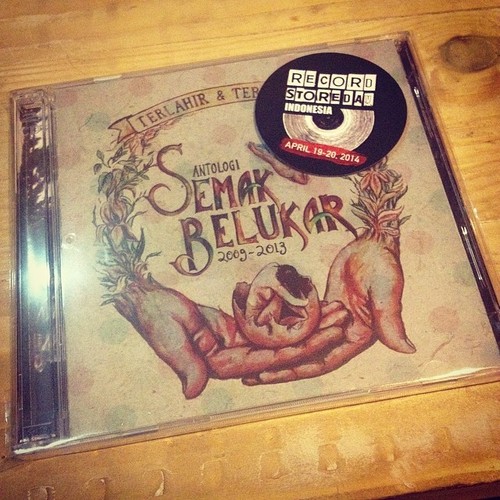 TERLAHIR & TER
ANTOLOGI
SEMAK
BELUKAR
2009-2013
RECORD
STORE DAY
INDONESIA
APRIL 19-20, 2014